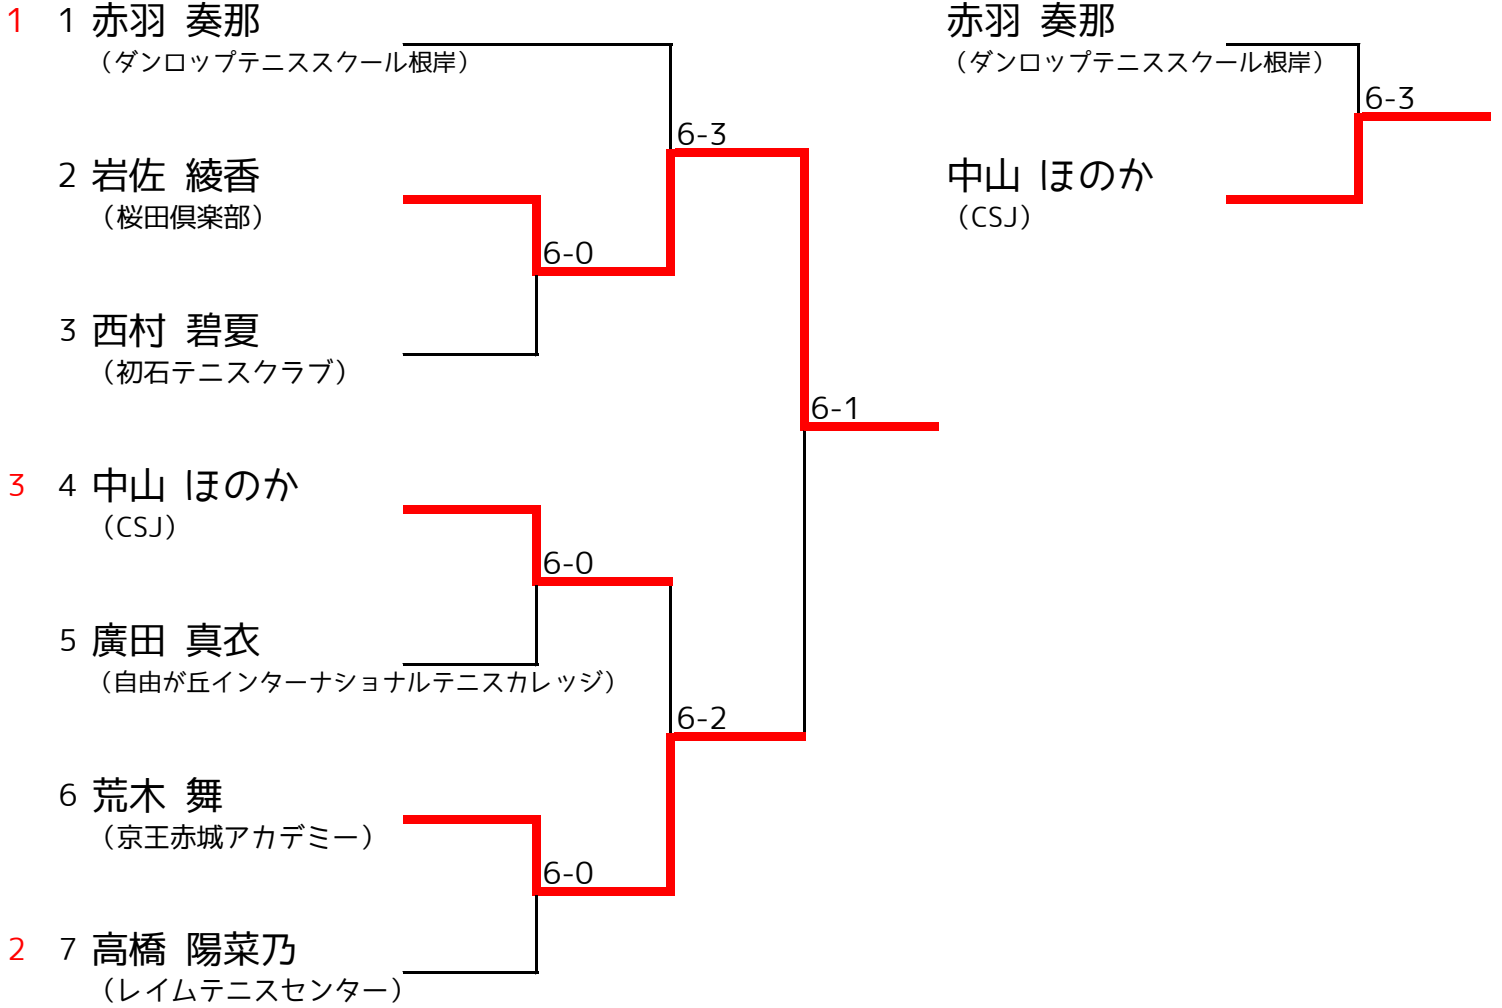 1 1 赤羽 奏那
（ダンロップテニススクール根岸）
6-3
2 岩佐 綾香
（桜田倶楽部）
6-0
3 西村 碧夏
（初石テニスクラブ）
6-1
3 4 中山 ほのか
（CSJ）
6-0
5 廣田 真衣
（自由が丘インターナショナルテニスカレッジ）
6-2
6 荒木 舞
（京王赤城アカデミー）
6-0
2 7 高橋 陽菜乃
（レイムテニスセンター）
赤羽 奏那
（ダンロップテニススクール根岸）
6-3
中山 ほのか
（CSJ）